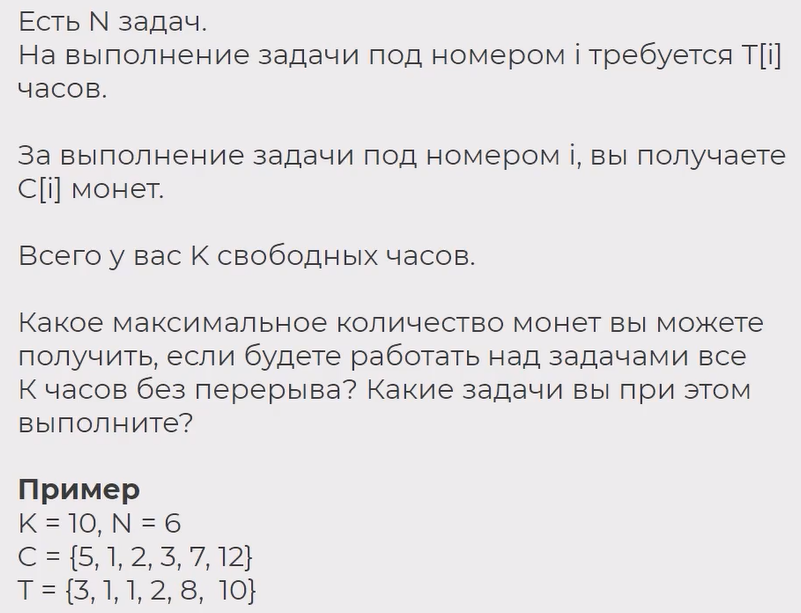 Есть N задач.
На выполнение задачи под номером i требуется T[i]
часов.
За выполнение задачи под номером i, вы получаете
C[i] монет.
Всего у вас K свободных часов.
Какое максимальное количество монет вы можете
получить, если будете работать над задачами все
К часов без перерыва? Какие задачи вы при этом
выполните?
Пример
K = 10, N = 6
C = {5, 1, 2, 3, 7, 12}
T = {3, 1, 1, 2, 8, 10}